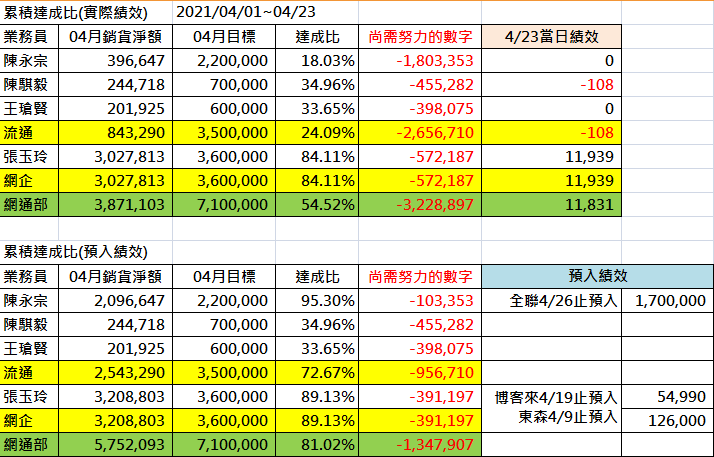 累積達成比(實際績效) 2021/04/01~04/23
業務員 04月銷貨淨額 04月目標 達成比 尚需努力的數字 4/23當日績效
陳永宗 396,647 2,200,000 18.03% -1,803,353 0
陳騏毅 244,718 700,000 34.96% -455,282 -108
王瑲賢 201,925 600,000 33.65% -398,075 0
流通 843,290 3,500,000 24.09% -2,656,710 -108
張玉玲 3,027,813 3,600,000 84.11% -572,187 11,939
網企 3,027,813 3,600,000 84.11% -572,187 11,939
網通部 3,871,103 7,100,000 54.52% -3,228,897 11,831
累積達成比(預入績效)
業務員 04月銷貨淨額 04月目標 達成比 尚需努力的數字 預入績效
陳永宗 2,096,647 2,200,000 95.30% -103,353 全聯4/26止預入 1,700,000
陳騏毅 244,718 700,000 34.96% -455,282
王瑲賢 201,925 600,000 33.65% -398,075
流通 2,543,290 3,500,000 72.67% -956,710
張玉玲 3,208,803 3,600,000 89.13% -391,197 博客來4/19止預入 54,990
網企 3,208,803 3,600,000 89.13% -391,197 東森4/9止預入 126,000
網通部 5,752,093 7,100,000 81.02% -1,347,907